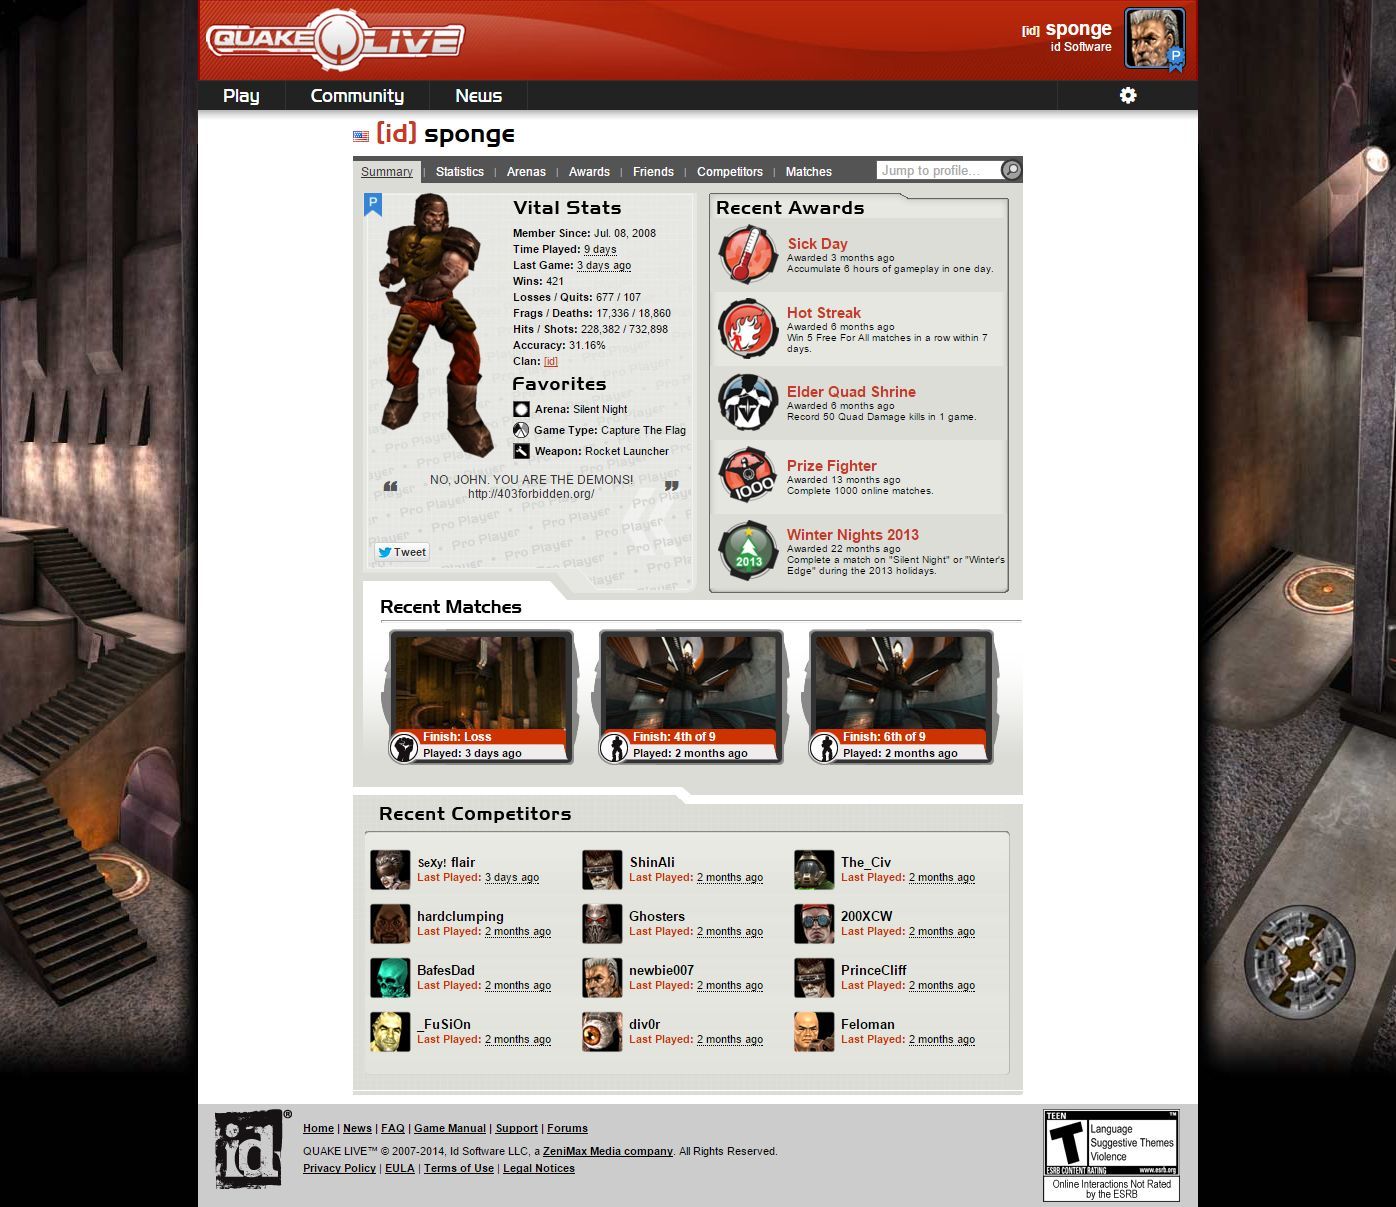 QUAKE LIVE
[id] sponge
id Software
P
Play
Community
News
[id] sponge
Summary | Statistics | Arenas | Awards | Friends | Competitors | Matches
Jump to profile...
P
Vital Stats
Member Since: Jul. 08, 2008
Time Played: 9 days
Last Game: 3 days ago
Wins: 421
Losses / Quits: 677 / 107
Frags / Deaths: 17,336 / 18,860
Hits / Shots: 228,382 / 732,898
Accuracy: 31.16%
Clan: [id]
Favorites
Arena: Silent Night
Game Type: Capture The Flag
Weapon: Rocket Launcher
“ NO, JOHN. YOU ARE THE DEMONS! ”
http://403forbidden.org/
Pro Player
Tweet
Recent Awards
Sick Day
Awarded 3 months ago
Accumulate 6 hours of gameplay in one day.
Hot Streak
Awarded 6 months ago
Win 5 Free For All matches in a row within 7
days.
Elder Quad Shrine
Awarded 6 months ago
Record 50 Quad Damage kills in 1 game.
1000
Prize Fighter
Awarded 13 months ago
Complete 1000 online matches.
2013
Winter Nights 2013
Awarded 22 months ago
Complete a match on "Silent Night" or "Winter's
Edge" during the 2013 holidays.
Recent Matches
Finish: Loss
Played: 3 days ago
Finish: 4th of 9
Played: 2 months ago
Finish: 6th of 9
Played: 2 months ago
Recent Competitors
SeXy! flair
Last Played: 3 days ago
ShinAli
Last Played: 2 months ago
The_Civ
Last Played: 2 months ago
hardclumping
Last Played: 2 months ago
Ghosters
Last Played: 2 months ago
200XCW
Last Played: 2 months ago
BafesDad
Last Played: 2 months ago
newbie007
Last Played: 2 months ago
PrinceCliff
Last Played: 2 months ago
_FuSiOn
Last Played: 2 months ago
div0r
Last Played: 2 months ago
Feloman
Last Played: 2 months ago
id ®
Home | News | FAQ | Game Manual | Support | Forums
QUAKE LIVE™ © 2007-2014, Id Software LLC, a ZeniMax Media company. All Rights Reserved.
Privacy Policy | EULA | Terms of Use | Legal Notices
TEEN ™
T
Language
Suggestive Themes
Violence
ESRB CONTENT RATING www.esrb.org
Online Interactions Not Rated
by the ESRB